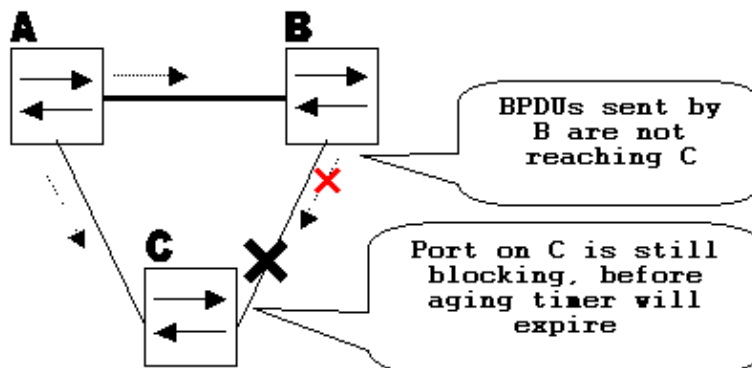 A
B
BPDUs sent by
B are not
reaching C
C
Port on C is still
blocking, before
aging timer will
expire